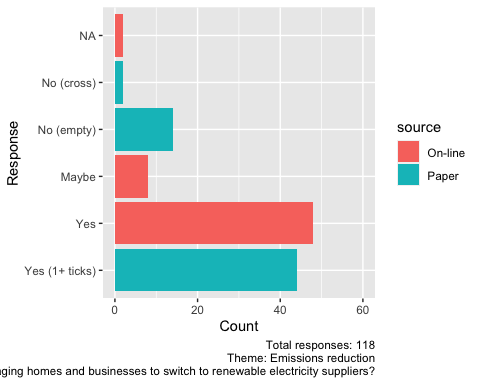 NA
No (cross)
No (empty)
Maybe
Yes
Yes (1+ ticks)
Response
0 20 40 60
Count
source
On-line
Paper
Total responses: 118
Theme: Emissions reduction
homes and businesses to switch to renewable electricity suppliers?